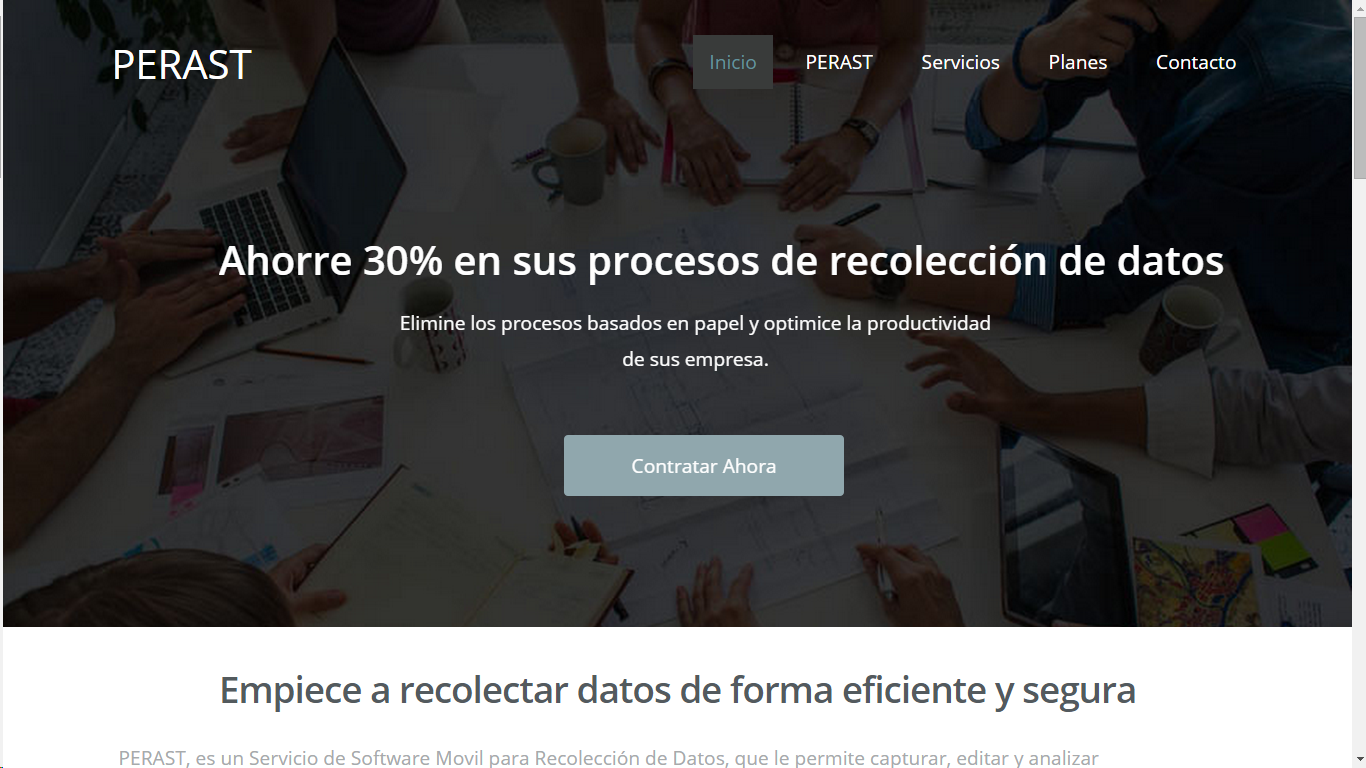 PERAST
Inicio PERAST Servicios Planes Contacto
Ahorre 30% en sus procesos de recolección de datos
Elimine los procesos basados en papel y optimice la productividad
de sus empresa.
Contratar Ahora
Empiece a recolectar datos de forma eficiente y segura
PERAST, es un Servicio de Software Movil para Recolección de Datos, que le permite capturar, editar y analizar